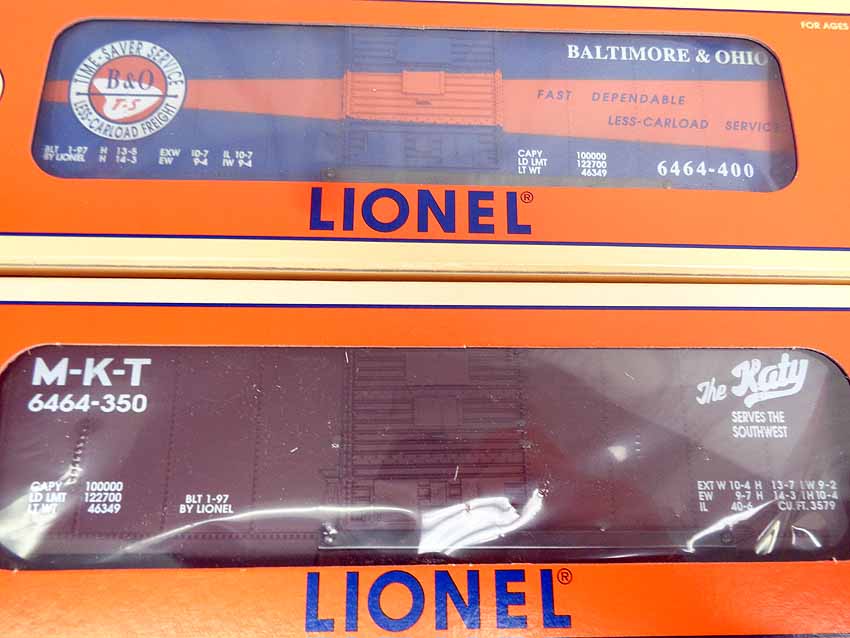 FOR AGES
TIME-SAVER SERVICE
B&O
T-S
LESS-CARLOAD FREIGHT
BALTIMORE & OHIO
FAST DEPENDABLE
LESS-CARLOAD SERVICE
BLT 1-97 H 13-5 EXW 10-7 IL 10-7
BY LIONEL H 14-3 EW 9-4 IW 9-4
CAPY 100000
LD LMT 122700
LT WT 46349
6464-400
LIONEL®
M-K-T
6464-350
The Katy
SERVES THE
SOUTHWEST
CAPY 100000
LD LMT 122700
LT WT 46349
BLT 1-97
BY LIONEL
EXT W 10-4 H 13-7 IW 9-2
EW 9-7 H 14-3 IH 10-4
IL 40-6 CU.FT. 3579
LIONEL®